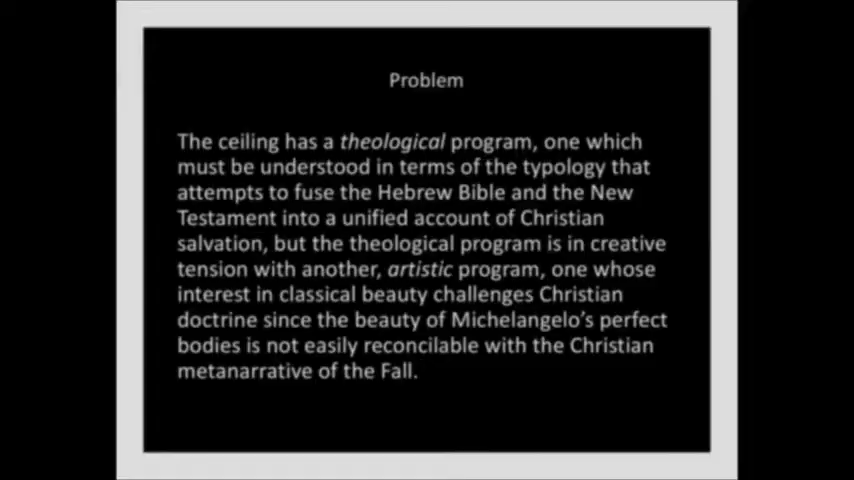 Problem
The ceiling has a theological program, one which
must be understood in terms of the typology that
attempts to fuse the Hebrew Bible and the New
Testament into a unified account of Christian
salvation, but the theological program is in creative
tension with another, artistic program, one whose
interest in classical beauty challenges Christian
doctrine since the beauty of Michelangelo's perfect
bodies is not easily reconcilable with the Christian
metanarrative of the Fall.